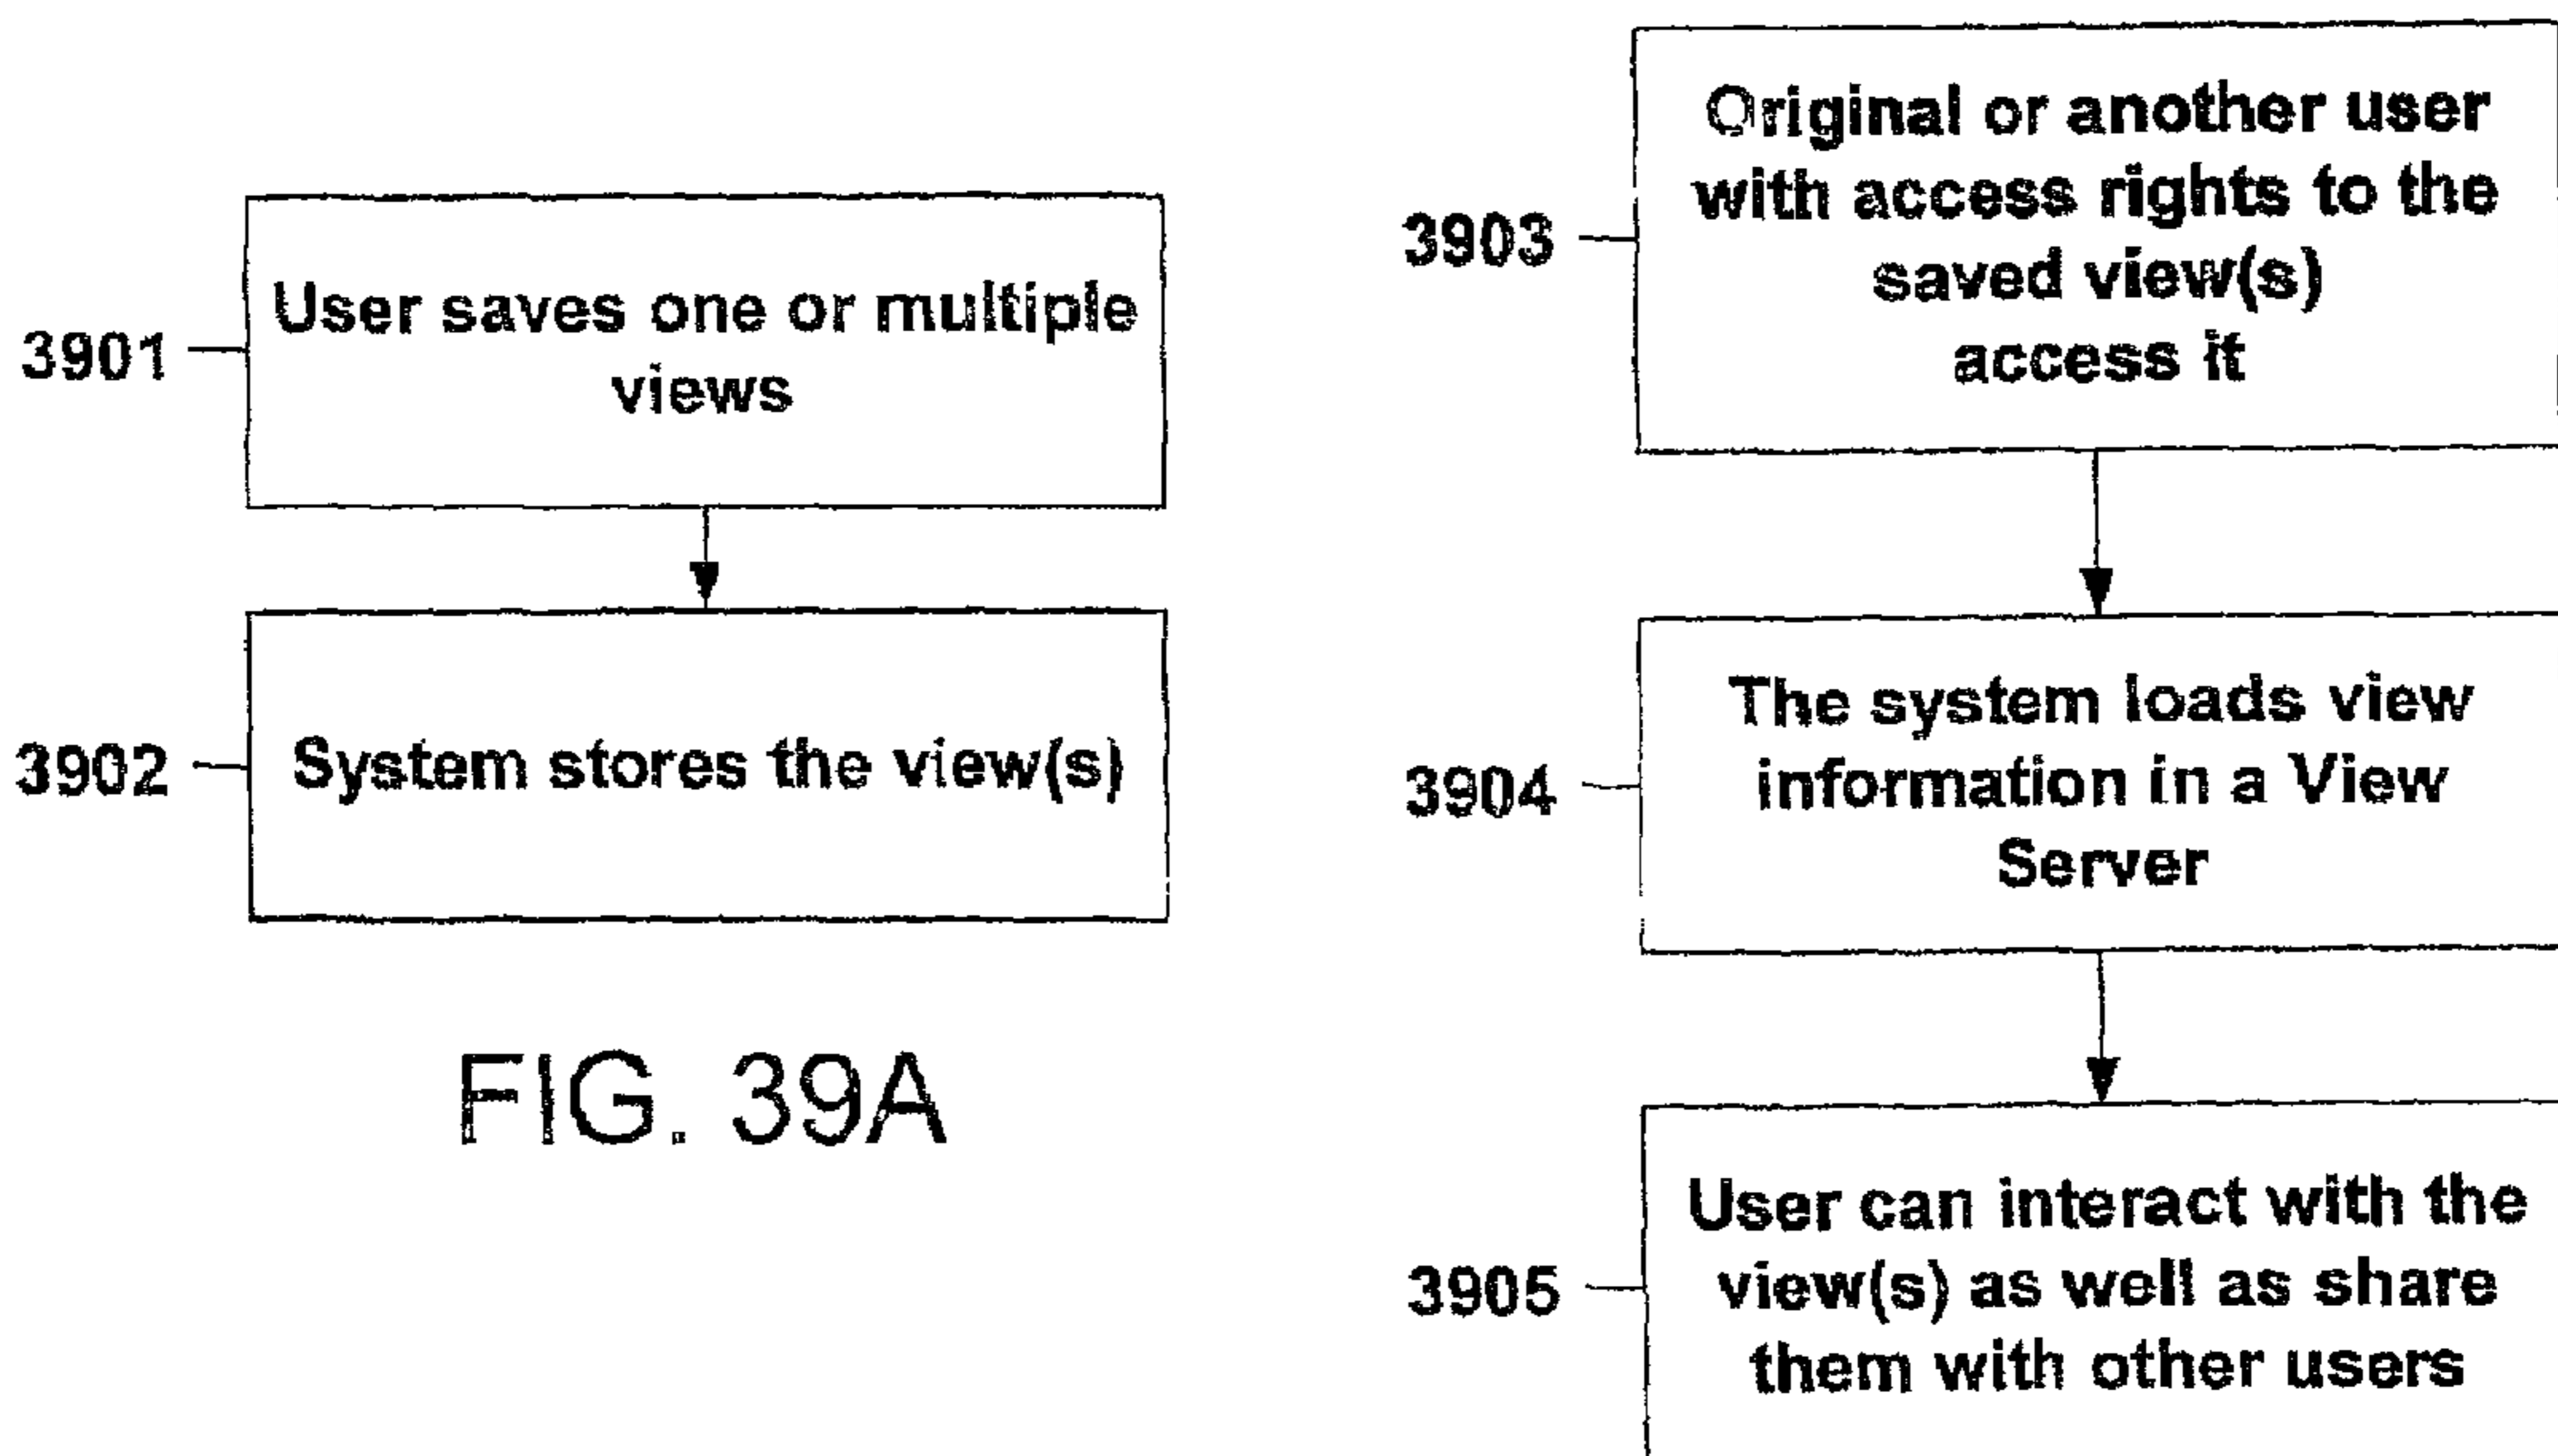 3901
User saves one or multiple
views
3902
System stores the view(s)
FIG. 39A
3903
Original or another user
with access rights to the
saved view(s)
access it
3904
The system loads view
information in a View
Server
3905
User can interact with the
view(s) as well as share
them with other users